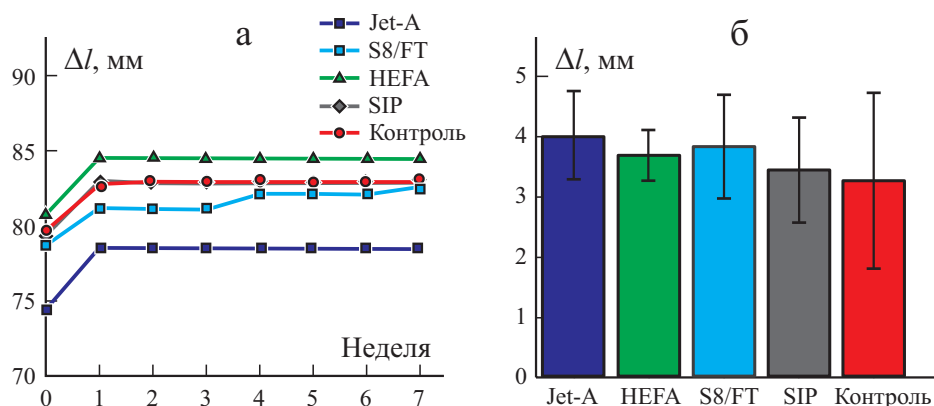 а
Δl, мм
Jet-A
S8/FT
HEFA
SIP
Контроль
90
85
80
75
70
0 1 2 3 4 5 6 7
Неделя
б
Δl, мм
5
4
3
2
1
0
Jet-A HEFA S8/FT SIP Контроль